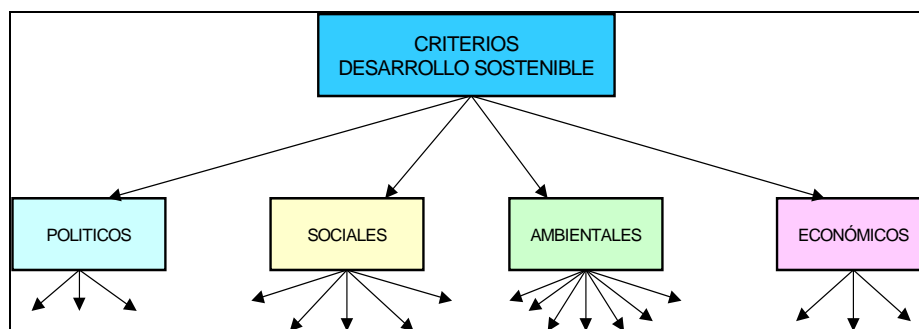 CRITERIOS
DESARROLLO SOSTENIBLE
POLITICOS
SOCIALES
AMBIENTALES
ECONÓMICOS